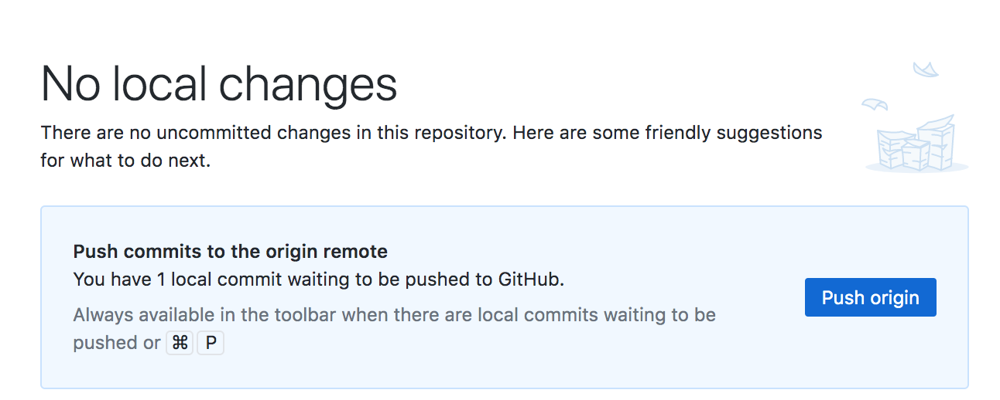 No local changes
There are no uncommitted changes in this repository. Here are some friendly suggestions
for what to do next.
Push commits to the origin remote
You have 1 local commit waiting to be pushed to GitHub.
Push origin
Always available in the toolbar when there are local commits waiting to be
pushed or ⌘ P